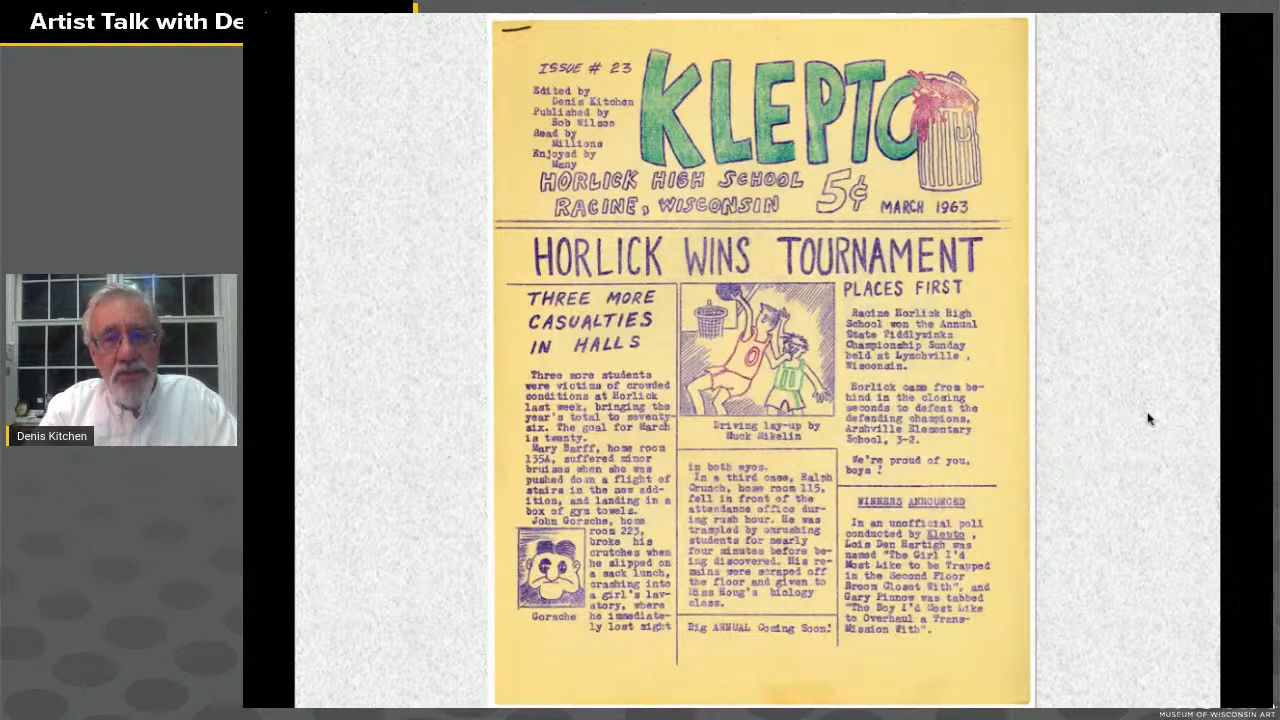 Artist Talk with De
ISSUE # 23
Edited by
Denis Kitchen
Published by
Bob Wilson
Read by
Millions
Enjoyed by
Many
KLEPTO
HORLICK HIGH SCHOOL
RACINE, WISCONSIN
5¢
MARCH 1963
HORLICK WINS TOURNAMENT
THREE MORE
CASUALTIES
IN HALLS
Three more students
were victims of crowded
conditions at Horlick
last week, bringing the
year's total to seventy-
six. The goal for March
is twenty.
Mary Barff, home room
135A, suffered minor
bruises when she was
pushed down a flight of
stairs in the new add-
ition, and landing in a
box of gym towels.
John Gorsche, home
room 223,
broke his
crutches when
he slipped on
a sack lunch,
crashing into
a girl's lav-
atory, where
he immediate-
ly lost sight
Gorsche
Driving lay-up by
Muck Mikelin
in both eyes.
In a third case, Ralph
Crunch, home room 115,
fell in front of the
attendance office dur-
ing rush hour. He was
trampled by onrushing
students for nearly
four minutes before be-
ing discovered. His re-
mains were scraped off
the floor and given to
Miss Houg's biology
class.
Big ANNUAL Coming Soon!
PLACES FIRST
Racine Horlick High
School won the Annual
State Tiddlywinks
Championship Sunday
held at Lynchville ,
Wisconsin.
Horlick came from be-
hind in the closing
seconds to defeat the
defending champions,
Arshville Elementary
School, 3-2.
We're proud of you,
boys !
WINNERS ANNOUNCED
In an unofficial poll
conducted by Klepto ,
Lois Den Hartigh was
named "The Girl I'd
Most Like to be Trapped
in the Second Floor
Broom Closet With", and
Gary Pinnow was tabbed
"The Boy I'd Most Like
to Overhaul a Trans-
Mission With".
Denis Kitchen
MUSEUM OF WISCONSIN ART